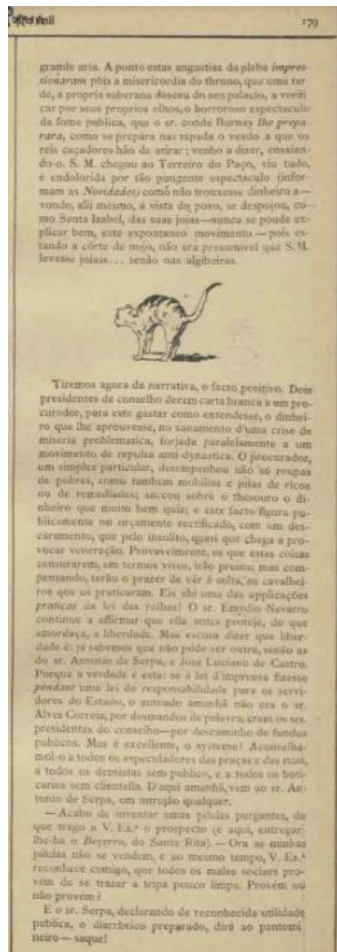 179
grande aria. A ponto estas angustias da plebe impres-
sionaram pois a misericordia do throno, que uma tar
de, a propria soberana desceu do seu palacio, a verifi
car por seus proprios olhos, o horroroso espectaculo
da fome publica, que o sr. conde Burnay lhe prepa
rara, como se prepára nas tapada o veado a que os
reis caçadores hão de atirar; venho a dizer, ensaian-
do-o. S. M. chegou ao Terreiro do Paço, viu tudo,
e endolorida por tão pungente espectaculo (infor-
mam as Novidades) como não trouxesse dinheiro a—
vondo, alli mesmo, a vista do povo, se despojou, co-
mo Santa Izabel, das suas joias—nunca se poude ex-
plicar bem, este expontaneo movimento—pois es-
tando a côrte de nojo, não era presumivel que S. M.
levasse joias... senão nas algibeiras.
Tiremos agora da narrativa, o facto positivo. Dois
presidentes de conselho deram carta branca a um pro-
curador, para este gastar como entendesse, o dinhei-
ro que lhe aprouvesse, no saneamento d'uma crise de
miseria problematica, forjada paralelamente a um
movimento de repulsa anti-dynastica. O procurador,
um simples particular, desempenhou não só roupas
de pobres, como tambem mobilias e joias de ricos
ou de remediados; saccou sobre o thesouro o di-
nheiro que muito bem quiz; e este facto figura pu-
blicamente no orçamento rectificado, com um des-
caramento, que pelo insolito, quasi que chega a pro-
vocar veneração. Provavelmente, os que estas coisas
censurarem, em termos vivos, irão presos; mas com-
pensando, terão o prazer de vêr á solta, os cavalhei-
ros que as praticaram. Eis ahi uma das applicações
praticas da lei das rolhas! O sr. Emygdio Navarro
continue a affirmar que ella antes proteje, do que
amordaça, a liberdade. Mas escusa dizer que liber-
dade é: já sabemos que não póde ser outra, senão as
do sr. Antonio de Serpa, e José Luciano de Castro.
Porque a verdade é esta: se á lei d'imprensa fizesse
pendant uma lei de responsabilidade para os servi-
dores do Estado, o autoado amanhã não era o sr.
Alves Correia, por desmandos de palavra, eram os srs.
presidentes do conselho—por descaminho de fundos
publicos. Mas é excellente, o systema! Aconselha-
mol-o a todos os especuladores das praças e das ruas,
a todos os dentistas sem publico, e a todos os boti-
carios sem clientella. D'aqui amanhã, vem ao sr. An-
tonio de Serpa, um intrujão qualquer.
— Acabo de inventar umas pilulas purgantes, de
que trago a V. Ex.ª o prospecto (e aqui, entregar-
lhe-ha o Bezerro, do Santa Rita).—Ora as minhas
pilulas não se vendem, e ao mesmo tempo, V. Ex.ª
reconhece comigo, que todos os males sociaes pro-
vém de se trazer a tripa pouco limpa. Provém ou
não provém?
E o sr. Serpa, declarando de reconhecida utilidade
publica, o diarrheico preparado, dirá ao pantomi
neiro—saque!